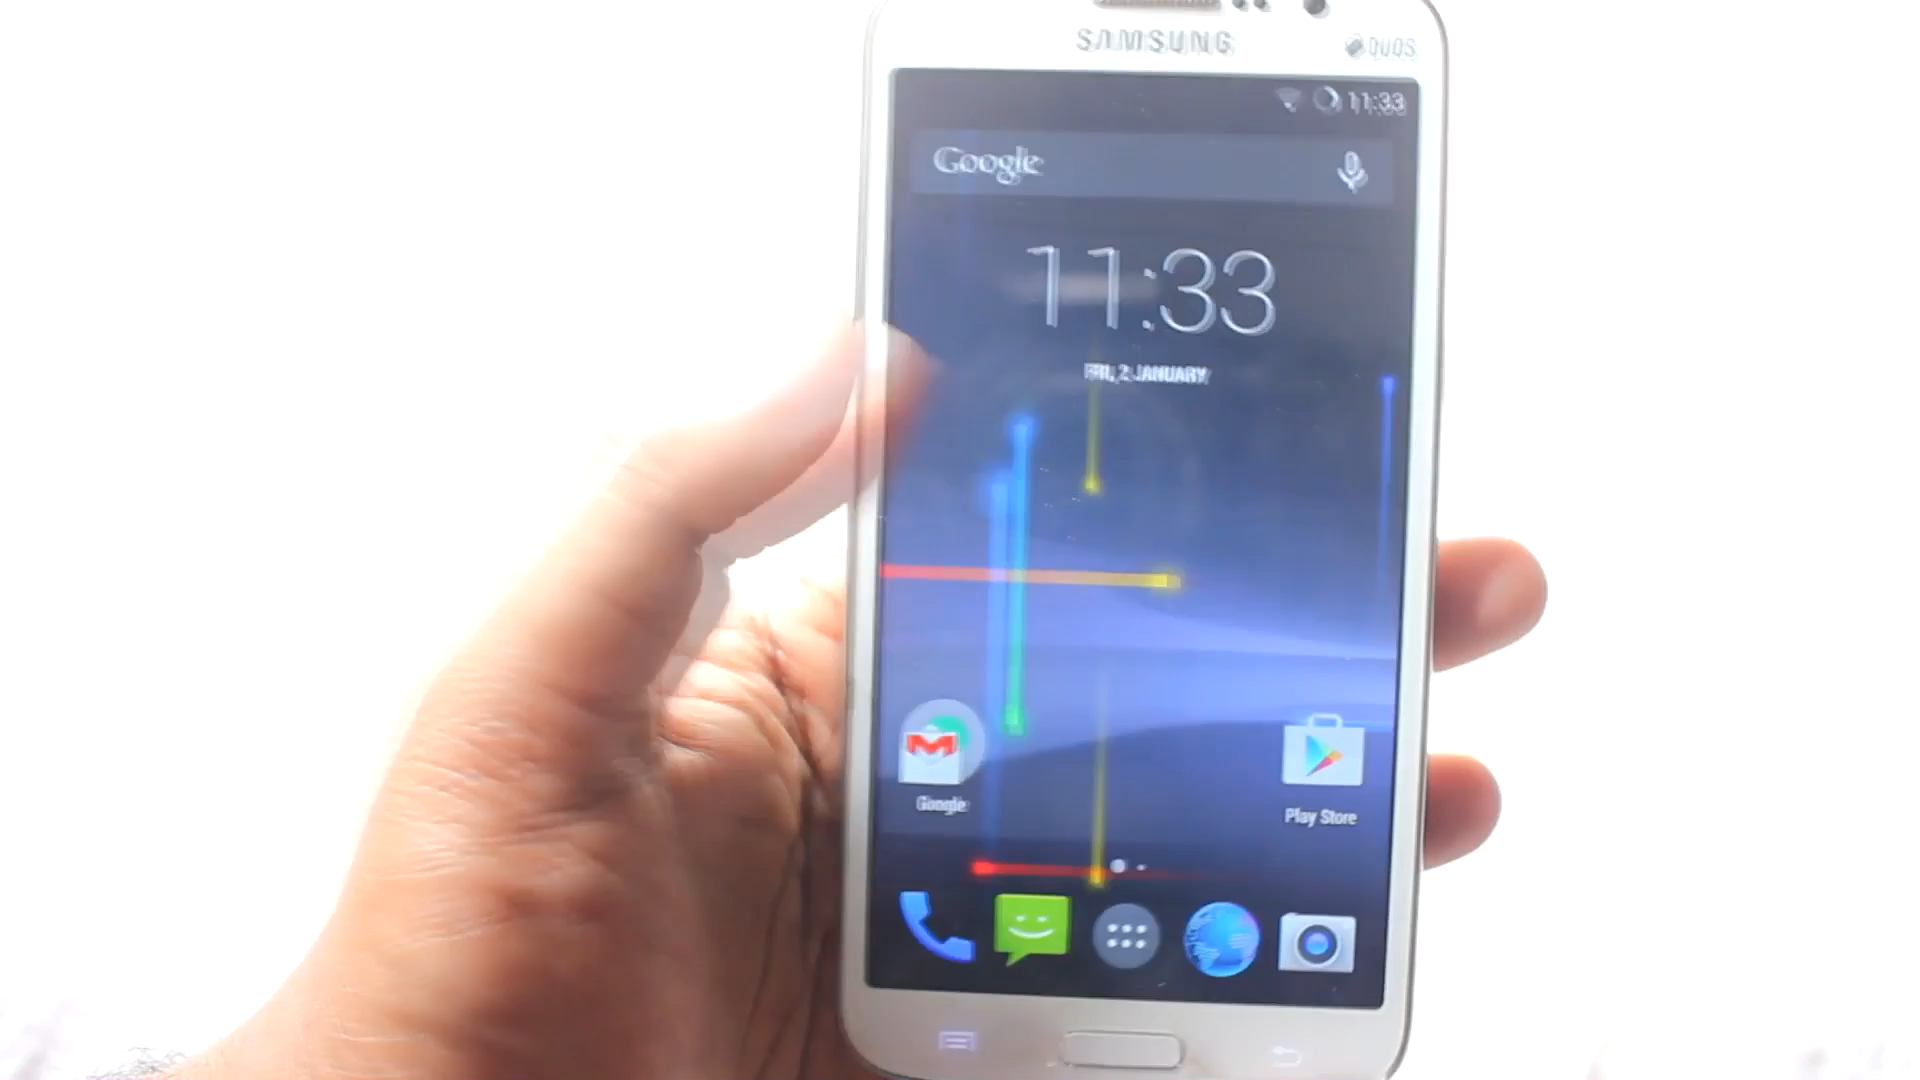 SAMSUNG
DUOS
11:33
Google
11:33
FRI, 2 JANUARY
Google
Play Store